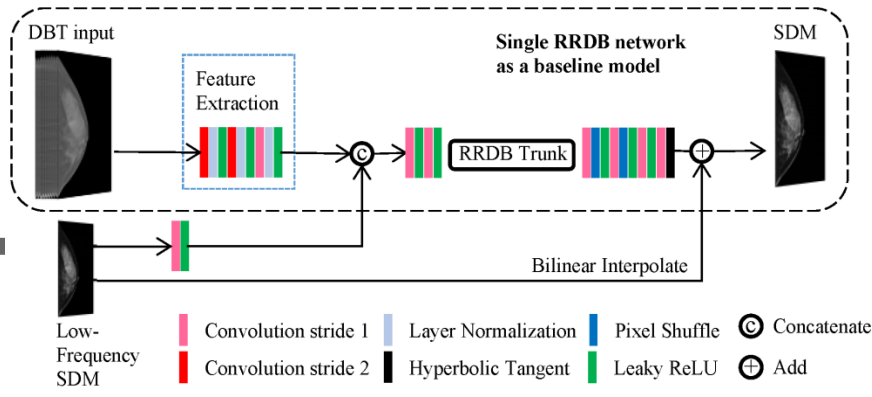 DBT input
SDM
Single RRDB network
as a baseline model
Feature
Extraction
C
RRDB Trunk
Bilinear Interpolate
Low-
Frequency
SDM
Convolution stride 1
Layer Normalization
Pixel Shuffle
C Concatenate
Convolution stride 2
Hyperbolic Tangent
Leaky ReLU
Add